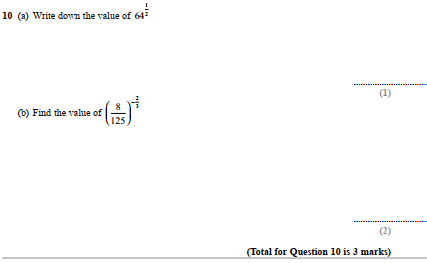 10 (a) Write down the value of 64^(1/2)
(1)
(b) Find the value of (8/125)^(-2/3)
(2)
(Total for Question 10 is 3 marks)